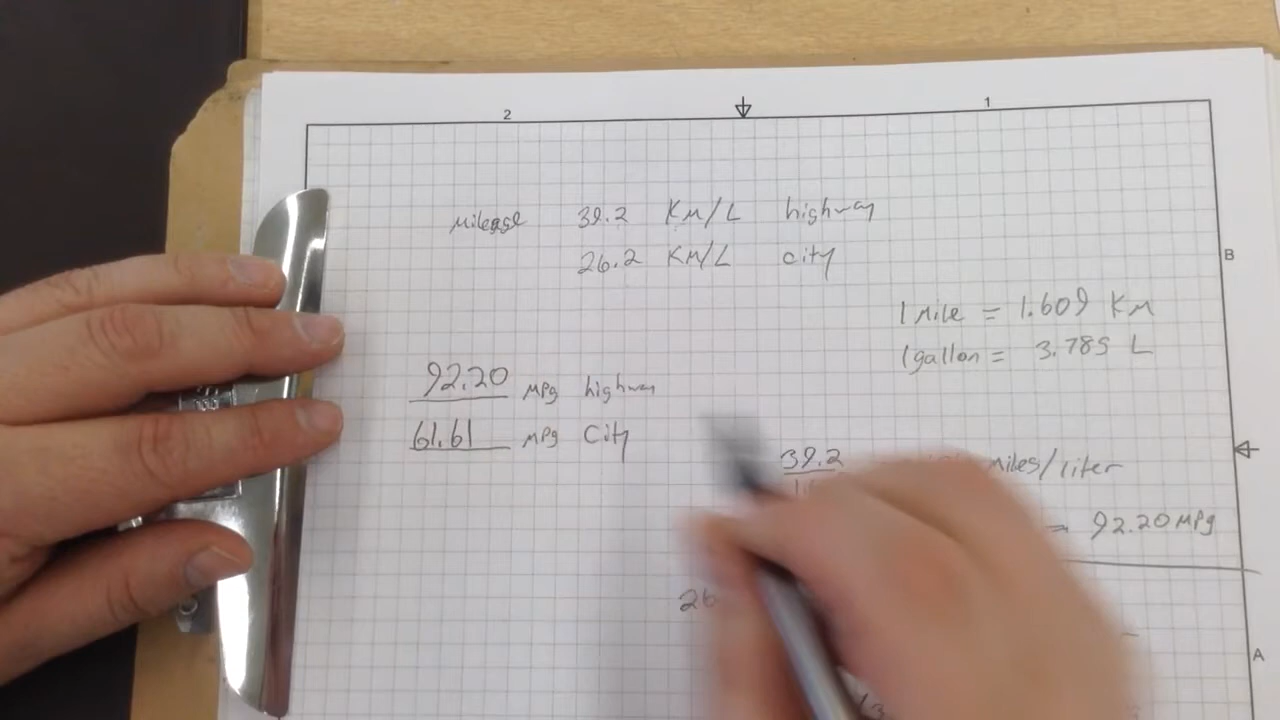 2 1
Mileage 39.2 KM/L highway
26.2 KM/L city
B
1 Mile = 1.609 KM
1 gallon = 3.785 L
92.20 MPg highway
61.61 MPg City
39.2 Miles/liter
= 92.20 MPg
26
A